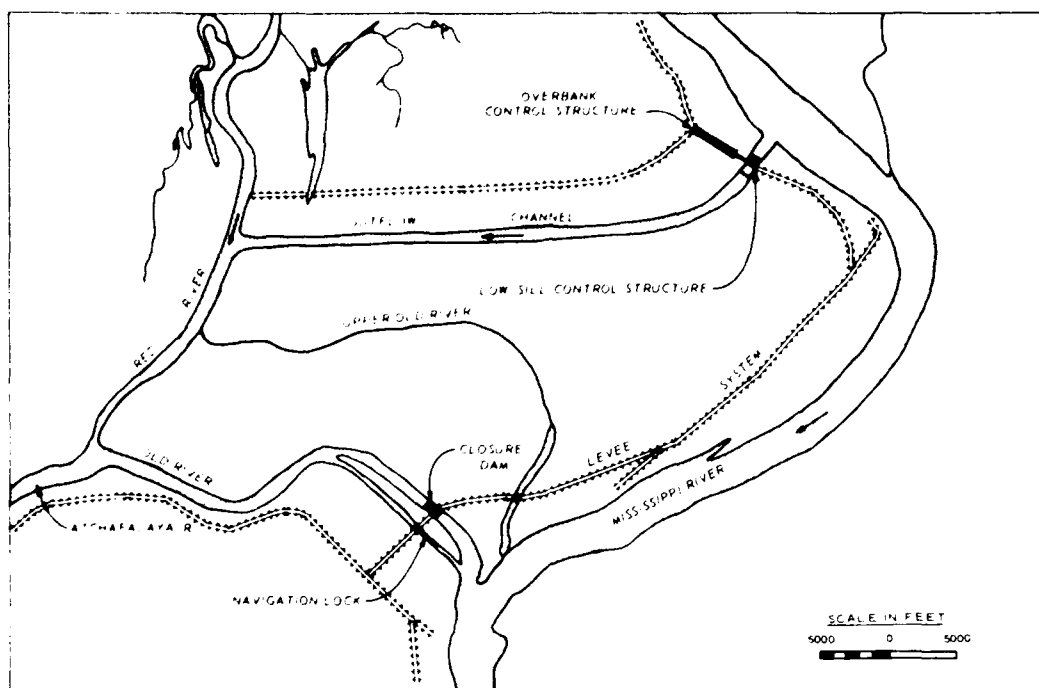 OVERBANK
CONTROL STRUCTURE
OUTFLOW CHANNEL
LOW SILL CONTROL STRUCTURE
UPPER OLD RIVER
RED RIVER
SYSTEM
CLOSURE
DAM
LEVEE
OLD RIVER
MISSISSIPPI RIVER
ATCHAFALAYA R
NAVIGATION LOCK
SCALE IN FEET
5000 0 5000